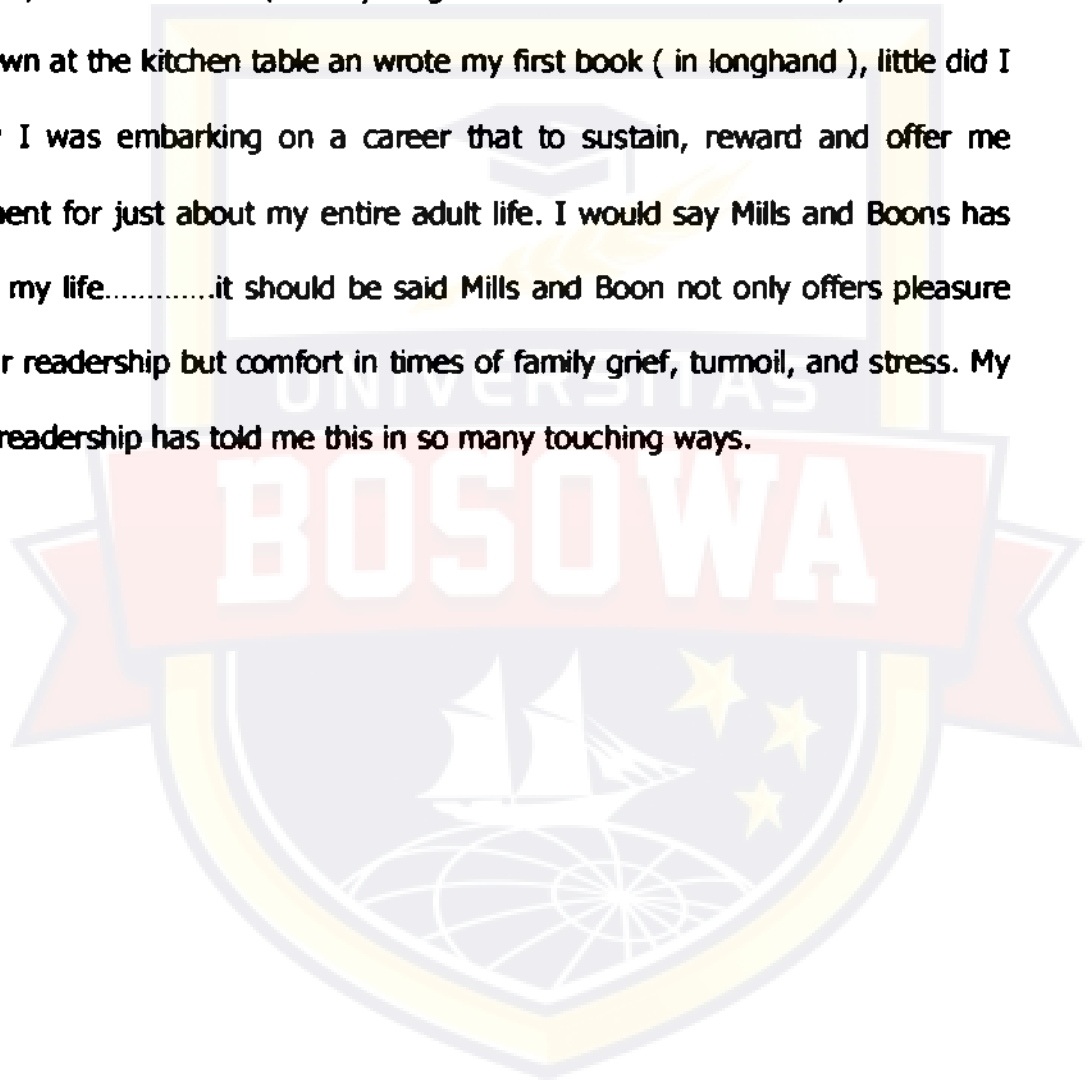 wn at the kitchen table an wrote my first book ( in longhand ), little did I
I was embarking on a career that to sustain, reward and offer me
ent for just about my entire adult life. I would say Mills and Boons has
my life.............it should be said Mills and Boon not only offers pleasure
r readership but comfort in times of family grief, turmoil, and stress. My
readership has told me this in so many touching ways.
UNIVERSITAS
BOSOWA